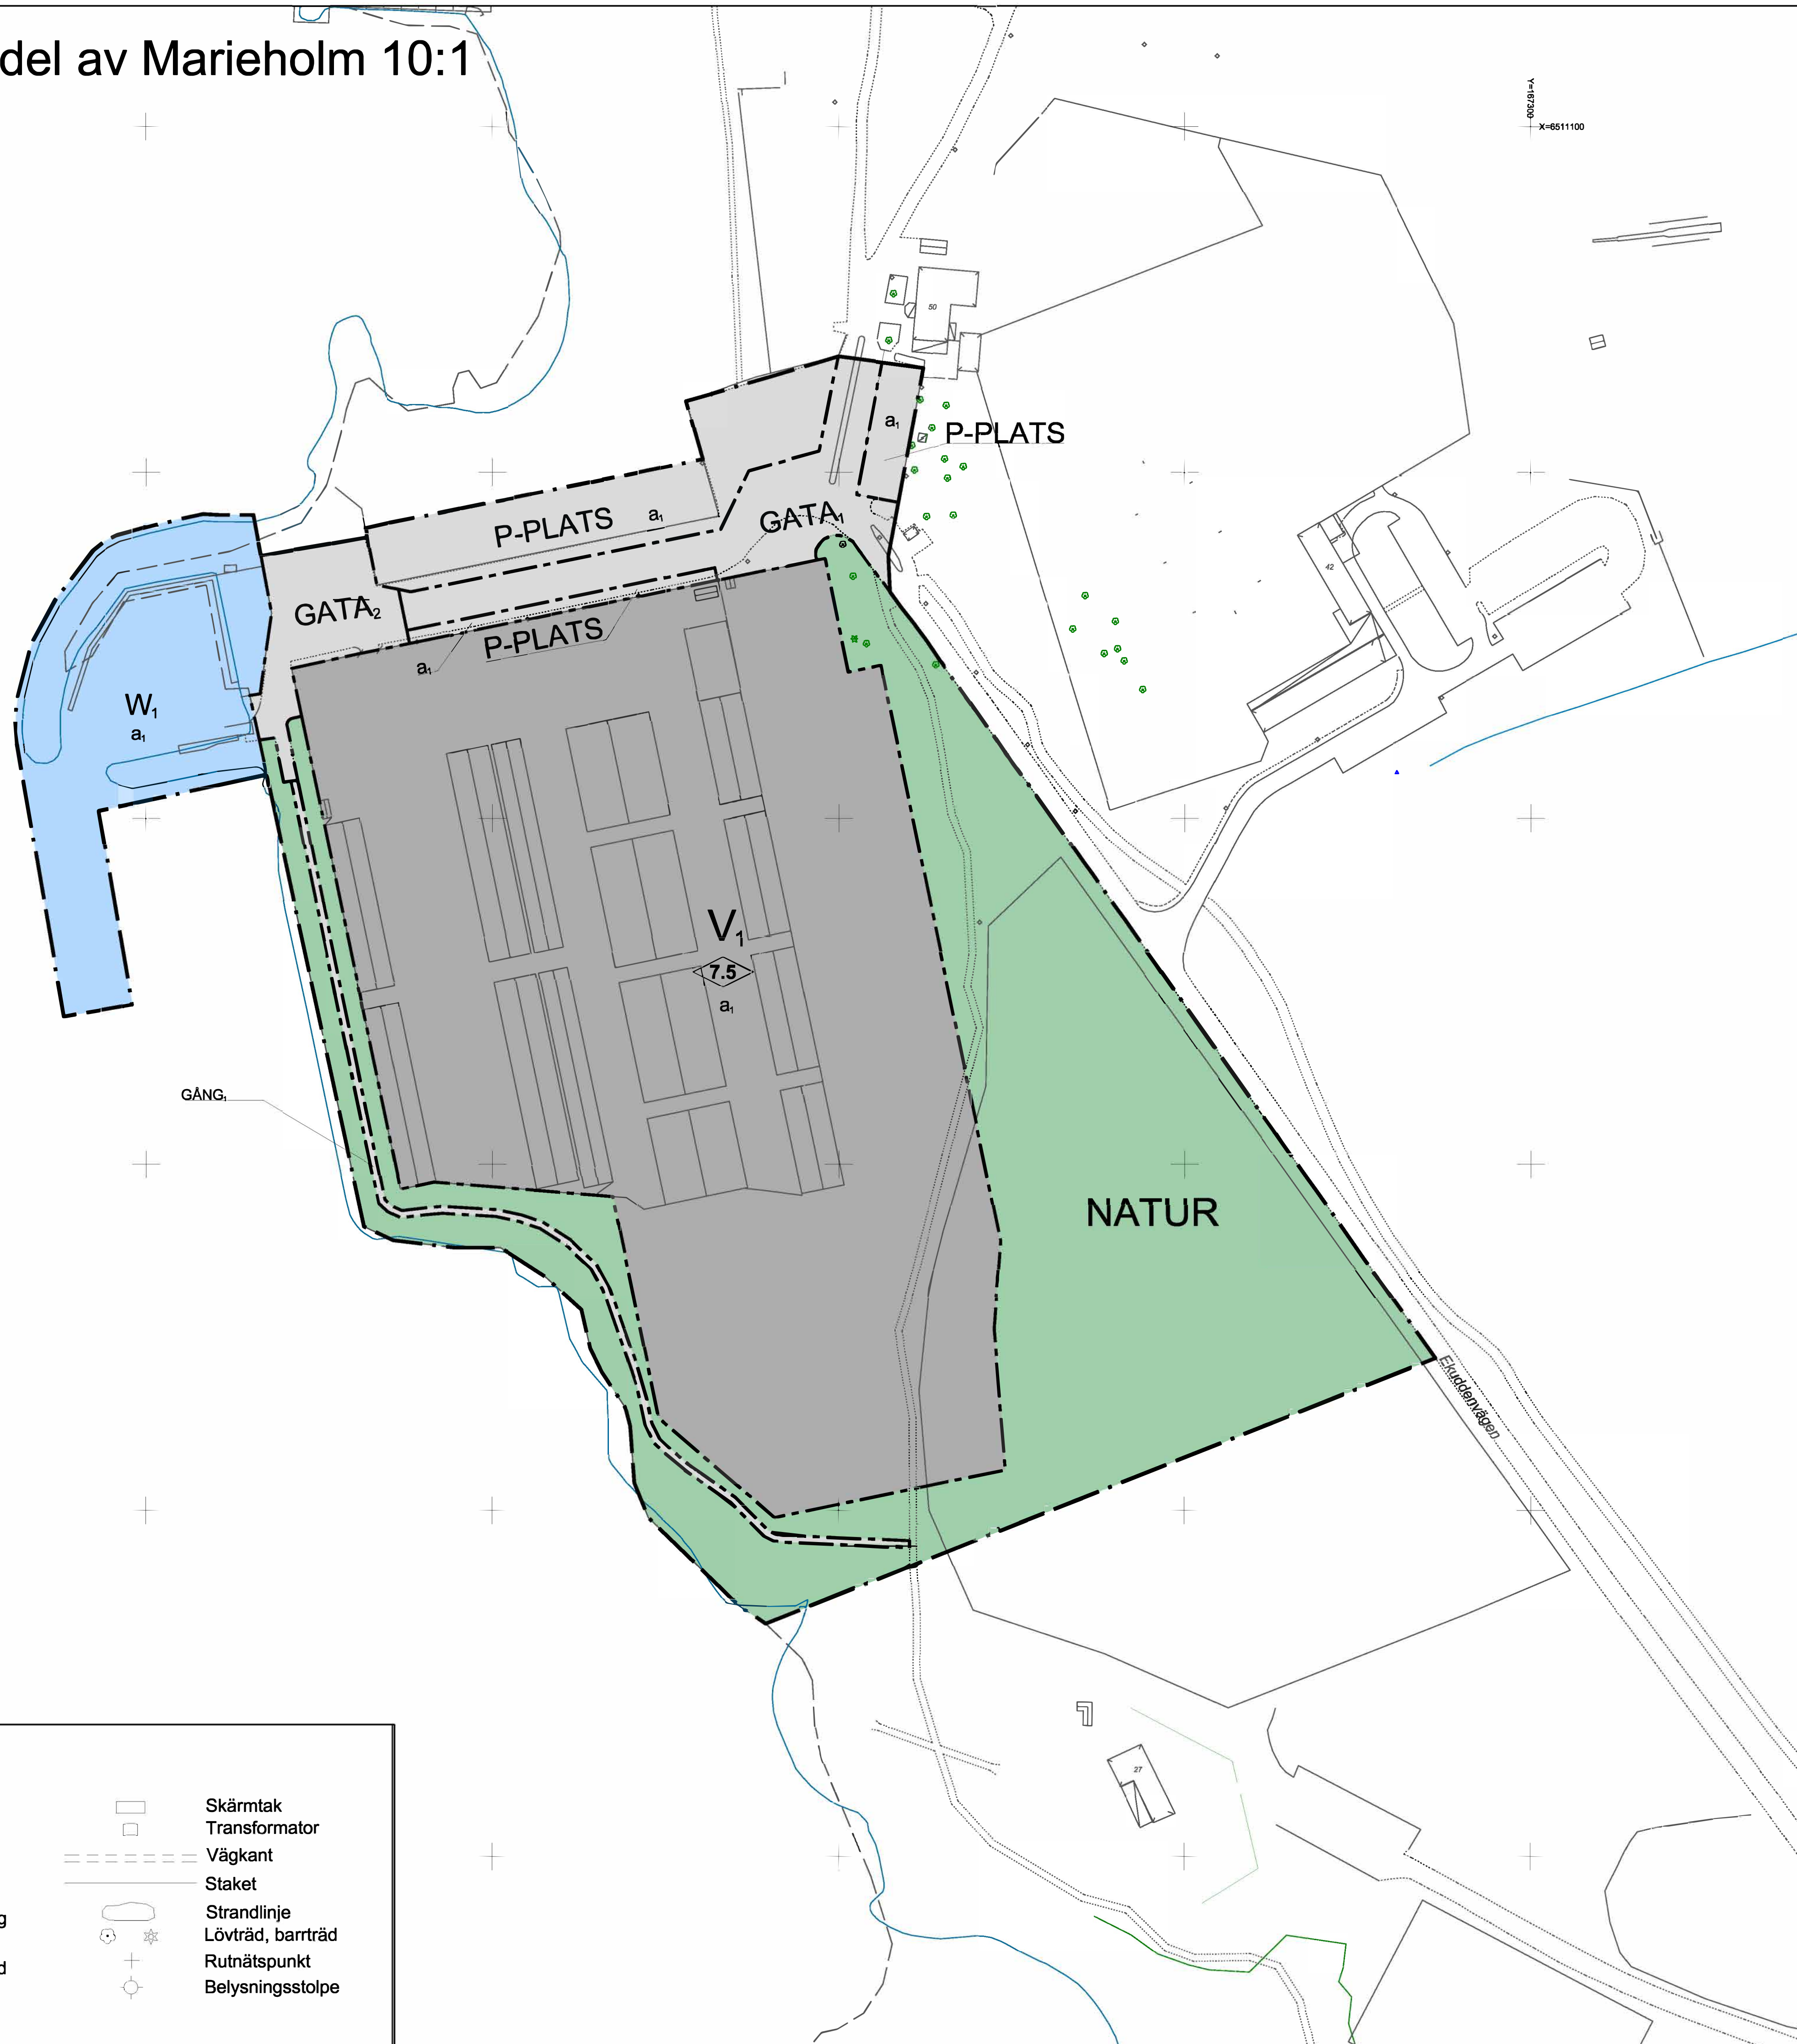 del av Marieholm 10:1
Y=167300
X=6511100
50
a1
P-PLATS
P-PLATS a1
GATA1
42
GATA2
P-PLATS
a1
W1
a1
V1
7.5
a1
GÅNG1
NATUR
Ekuddenvägen
27
Skärmtak
Transformator
Vägkant
Staket
g
Strandlinje
Lövträd, barrträd
d
Rutnätspunkt
Belysningsstolpe